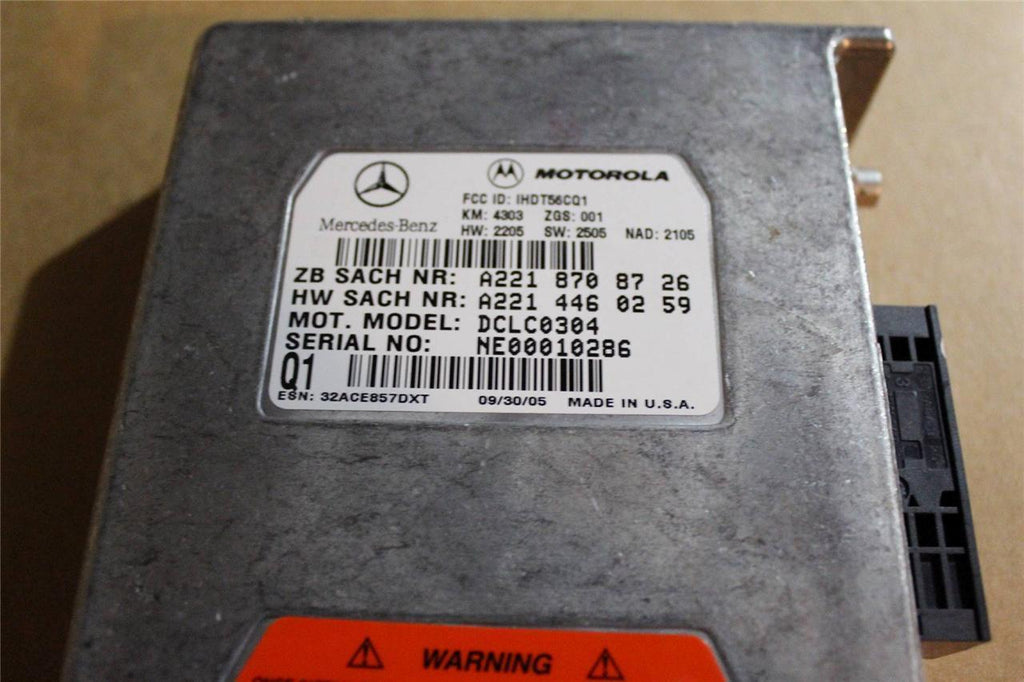 MOTOROLA
FCC ID: IHDT56CQ1
Mercedes-Benz
KM: 4303 ZGS: 001
HW: 2205 SW: 2505 NAD: 2105
ZB SACH NR: A221 870 87 26
HW SACH NR: A221 446 02 59
MOT. MODEL: DCLC0304
SERIAL NO: NE00010286
Q1
ESN: 32ACE857DXT 09/30/05 MADE IN U.S.A.
WARNING